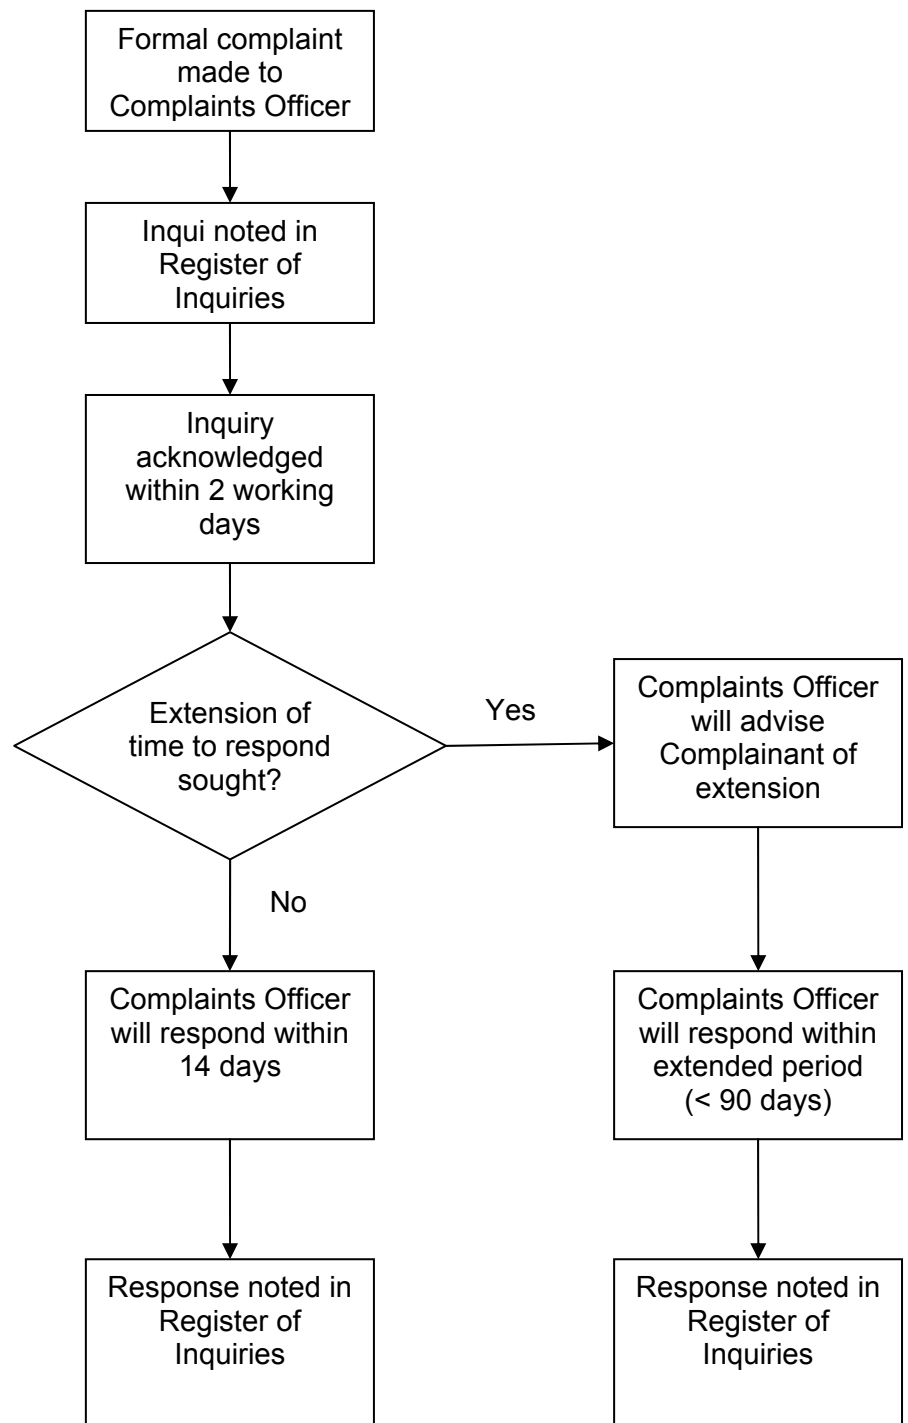 Formal complaint
made to
Complaints Officer
Inqui noted in
Register of
Inquiries
Inquiry
acknowledged
within 2 working
days
Extension of
time to respond
sought?
Yes
Complaints Officer
will advise
Complainant of
extension
No
Complaints Officer
will respond within
14 days
Complaints Officer
will respond within
extended period
(< 90 days)
Response noted in
Register of
Inquiries
Response noted in
Register of
Inquiries